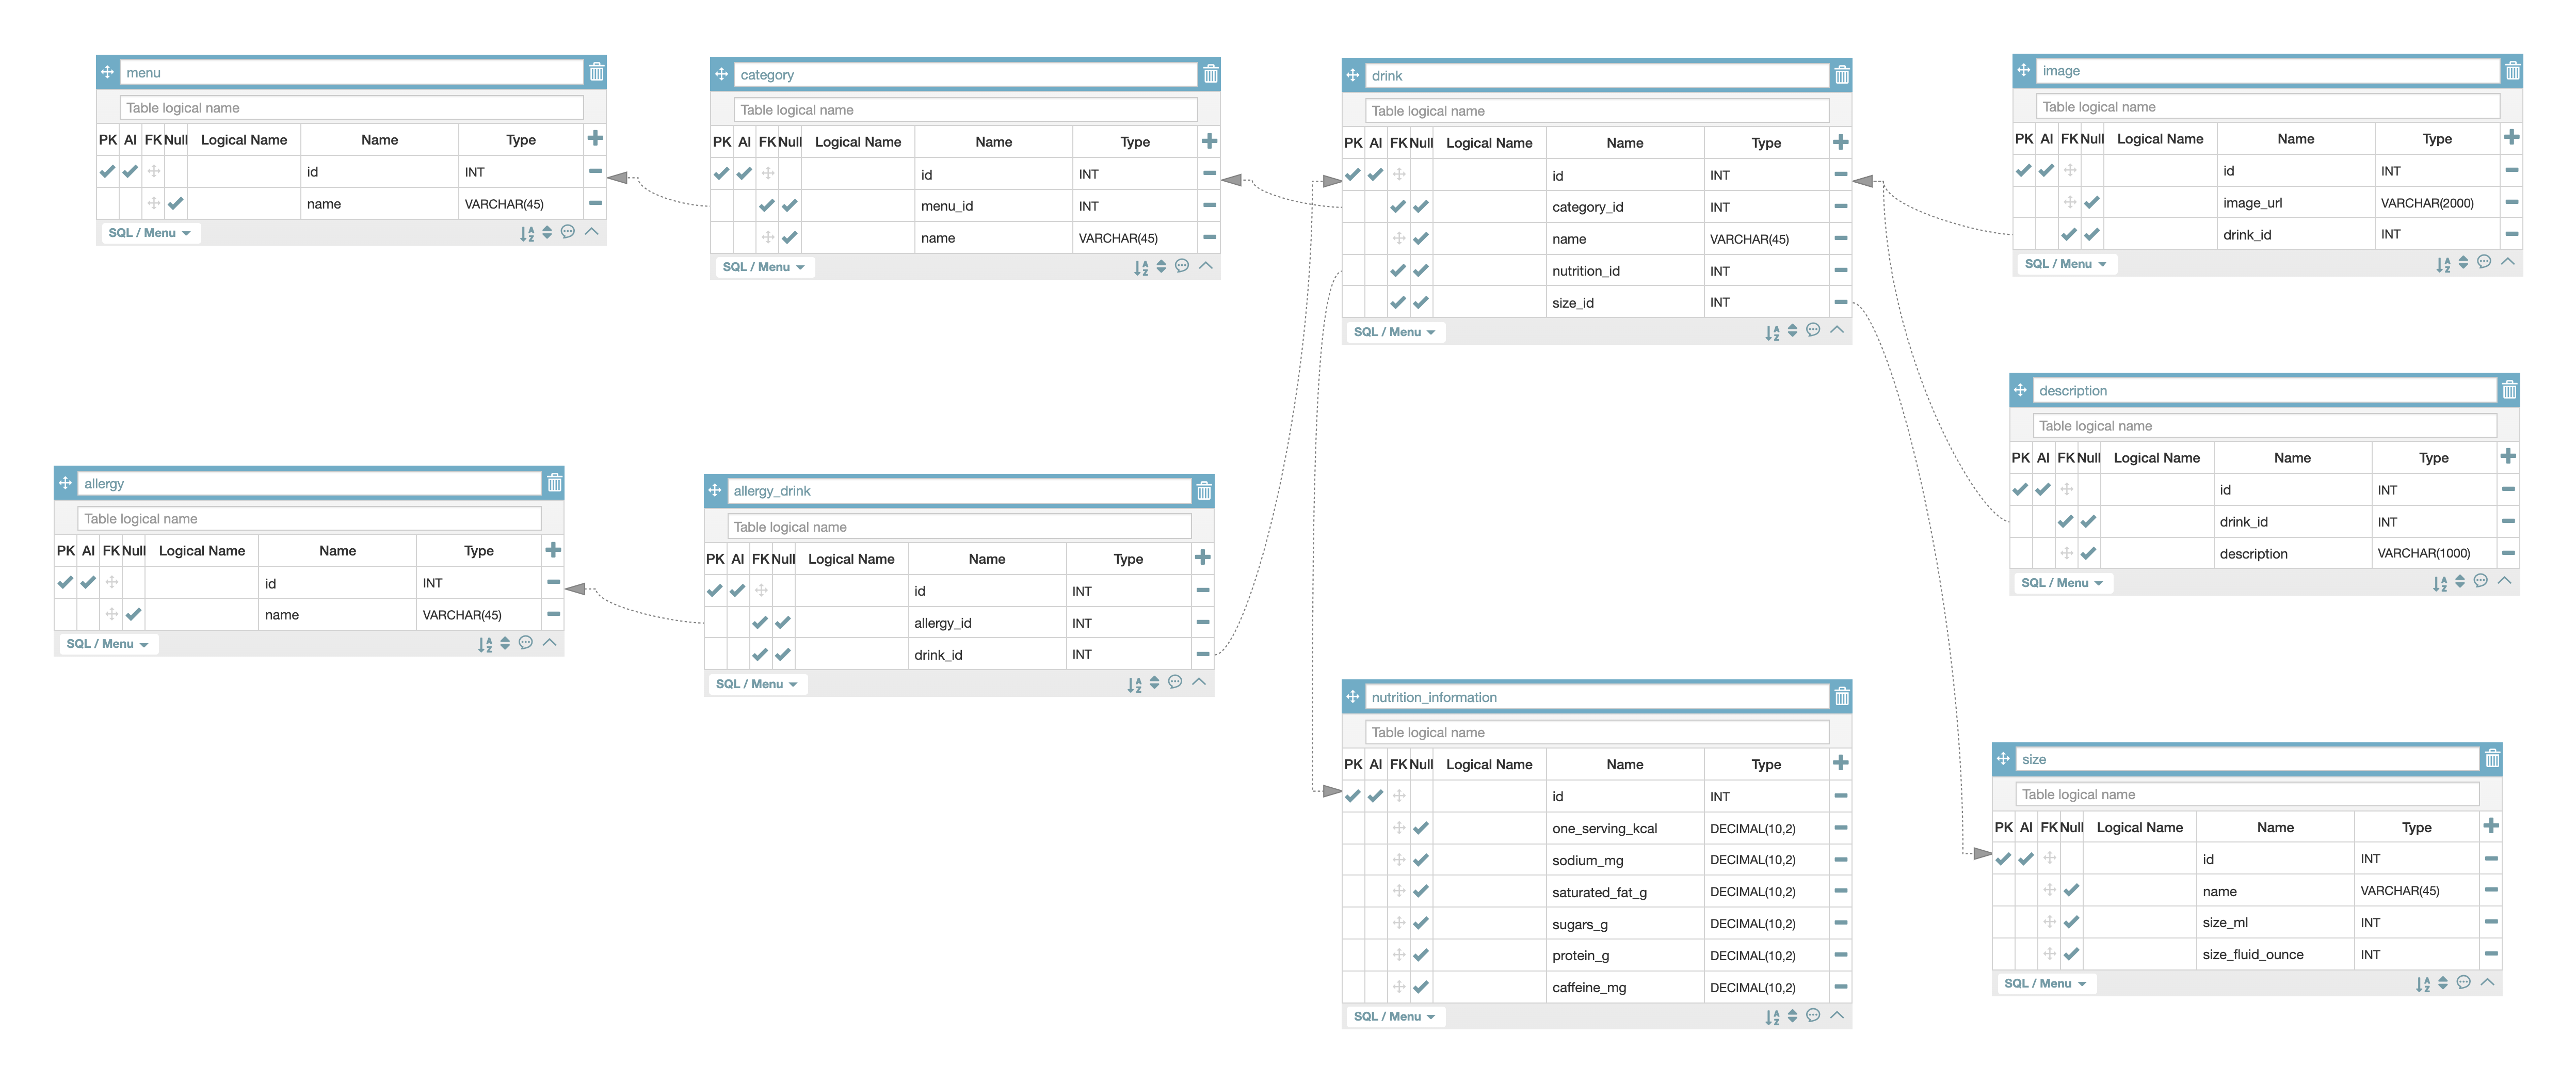 menu
Table logical name
PK AI FK Null Logical Name Name Type
id INT
name VARCHAR(45)
SQL / Menu
category
Table logical name
PK AI FK Null Logical Name Name Type
id INT
menu_id INT
name VARCHAR(45)
SQL / Menu
drink
Table logical name
PK AI FK Null Logical Name Name Type
id INT
category_id INT
name VARCHAR(45)
nutrition_id INT
size_id INT
SQL / Menu
image
Table logical name
PK AI FK Null Logical Name Name Type
id INT
image_url VARCHAR(2000)
drink_id INT
SQL / Menu
description
Table logical name
PK AI FK Null Logical Name Name Type
id INT
drink_id INT
description VARCHAR(1000)
SQL / Menu
allergy
Table logical name
PK AI FK Null Logical Name Name Type
id INT
name VARCHAR(45)
SQL / Menu
allergy_drink
Table logical name
PK AI FK Null Logical Name Name Type
id INT
allergy_id INT
drink_id INT
SQL / Menu
nutrition_information
Table logical name
PK AI FK Null Logical Name Name Type
id INT
one_serving_kcal DECIMAL(10,2)
sodium_mg DECIMAL(10,2)
saturated_fat_g DECIMAL(10,2)
sugars_g DECIMAL(10,2)
protein_g DECIMAL(10,2)
caffeine_mg DECIMAL(10,2)
SQL / Menu
size
Table logical name
PK AI FK Null Logical Name Name Type
id INT
name VARCHAR(45)
size_ml INT
size_fluid_ounce INT
SQL / Menu